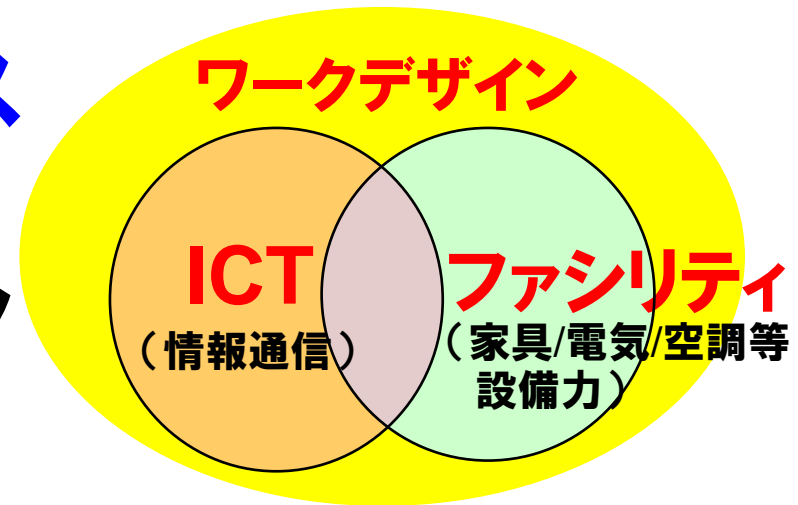 ワークデザイン
ICT
（情報通信）
ファシリティ
（家具/電気/空調等
設備力）